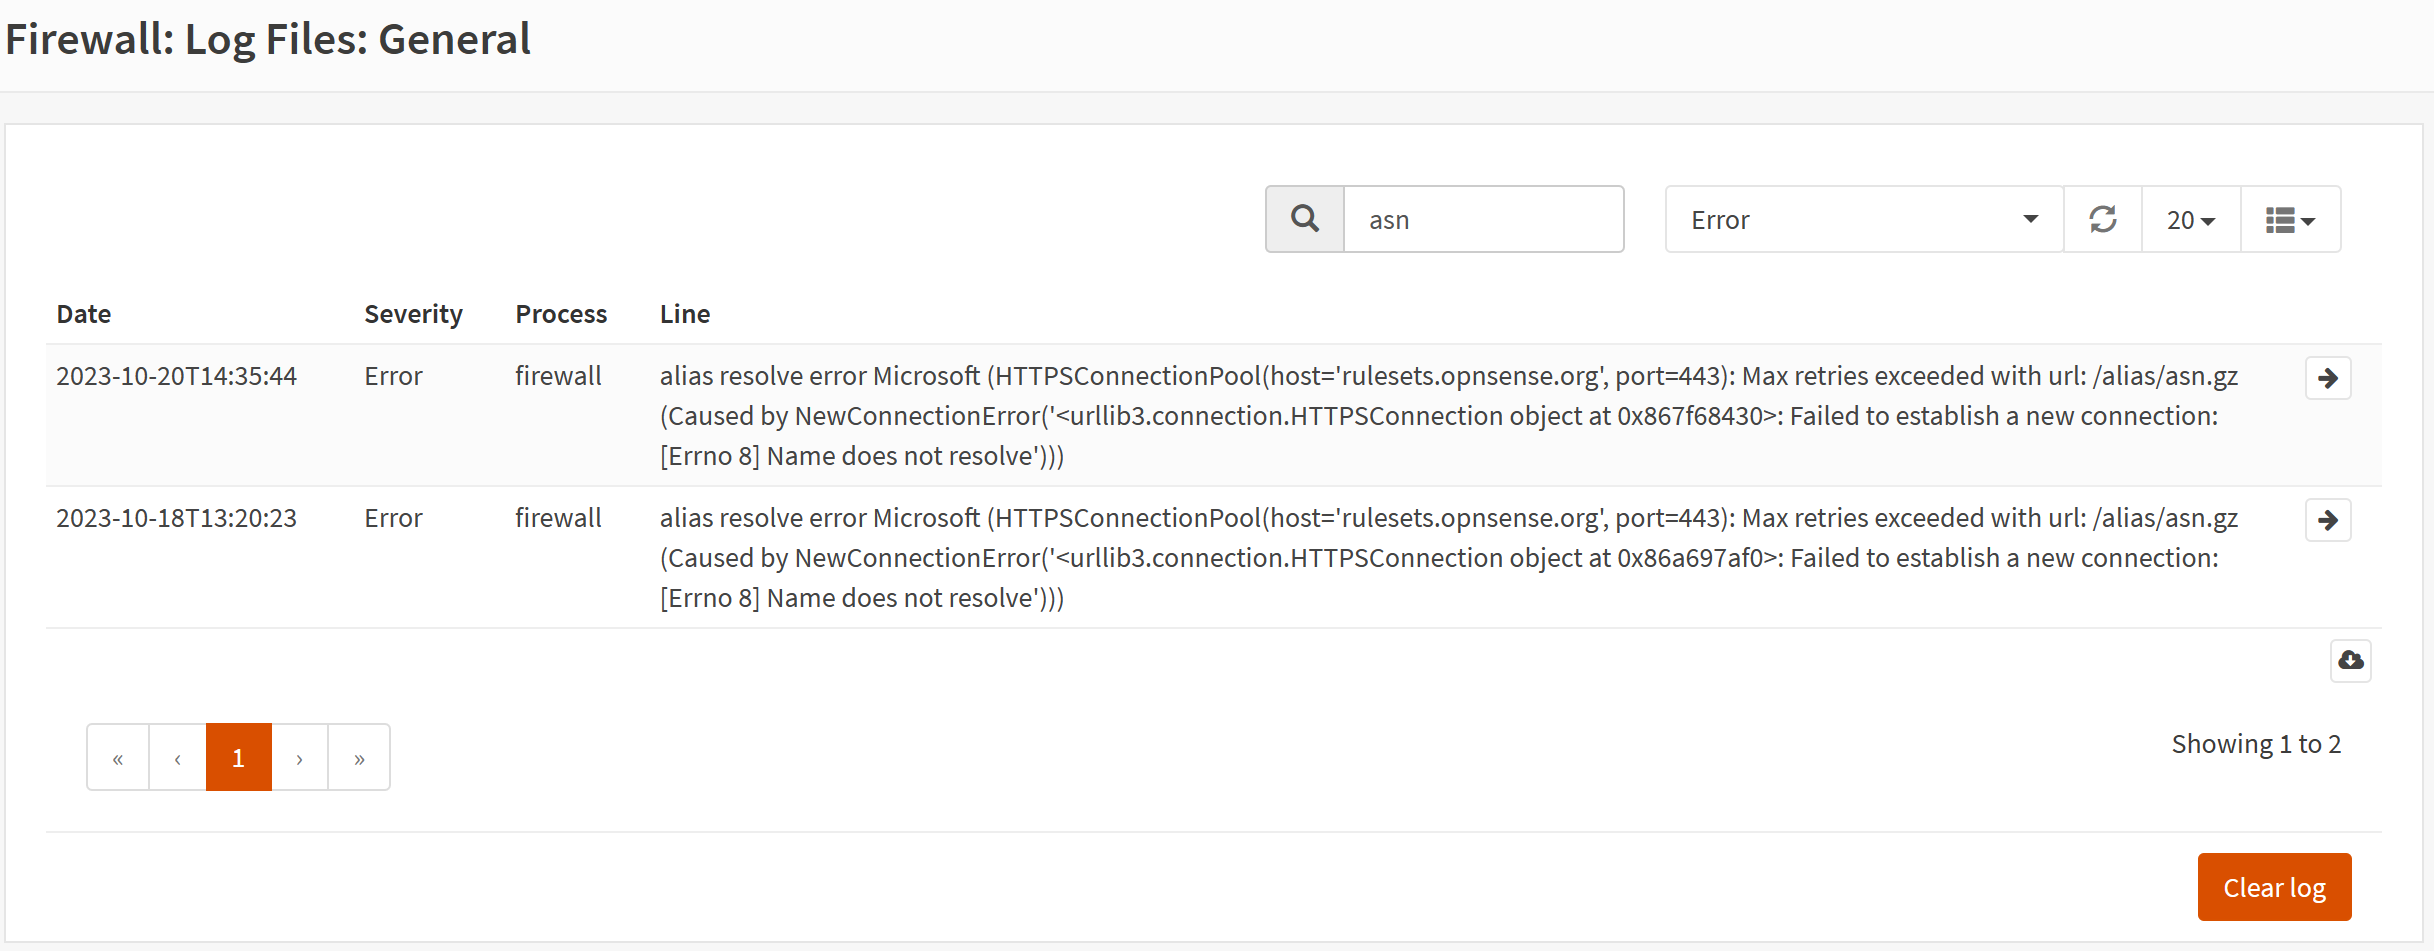 Firewall: Log Files: General
asn
Error
20
Date Severity Process Line
2023-10-20T14:35:44 Error firewall alias resolve error Microsoft (HTTPSConnectionPool(host='rulesets.opnsense.org', port=443): Max retries exceeded with url: /alias/asn.gz
(Caused by NewConnectionError('<urllib3.connection.HTTPSConnection object at 0x867f68430>: Failed to establish a new connection:
[Errno 8] Name does not resolve')))
2023-10-18T13:20:23 Error firewall alias resolve error Microsoft (HTTPSConnectionPool(host='rulesets.opnsense.org', port=443): Max retries exceeded with url: /alias/asn.gz
(Caused by NewConnectionError('<urllib3.connection.HTTPSConnection object at 0x86a697af0>: Failed to establish a new connection:
[Errno 8] Name does not resolve')))
« ‹ 1 › »
Showing 1 to 2
Clear log